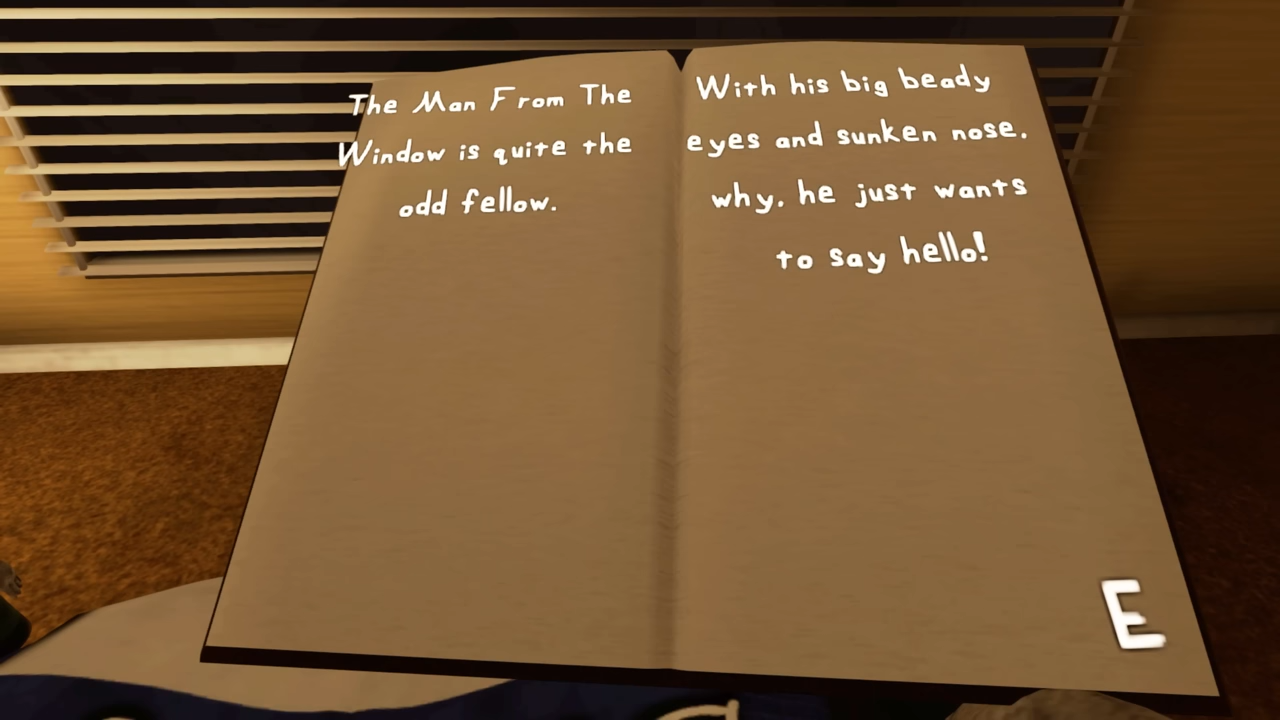 The Man From The
Window is quite the
odd fellow.
With his big beady
eyes and sunken nose.
why. he just wants
to say hello!
E